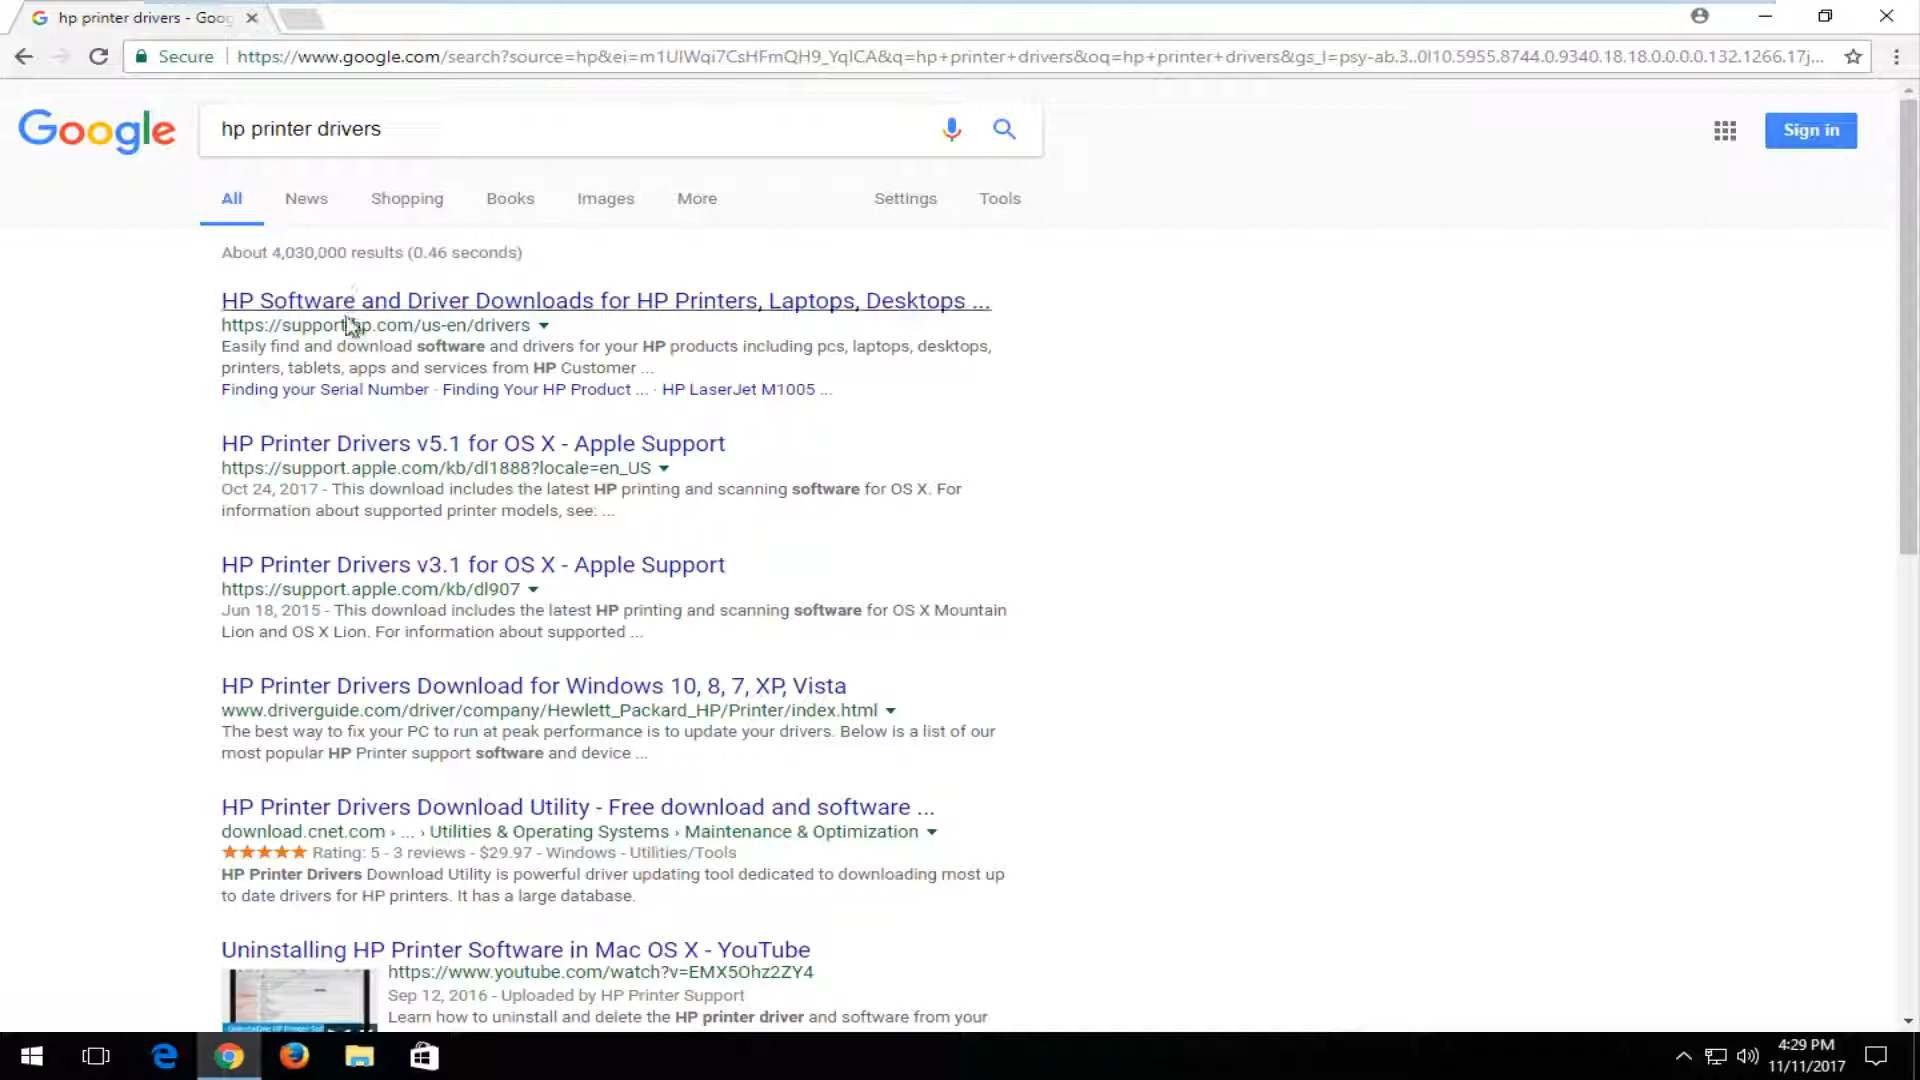 hp printer drivers - Goog
Secure https://www.google.com/search?source=hp&ei=m1UIWqi7CsHFmQH9_YqICA&q=hp+printer+drivers&oq=hp+printer+drivers&gs_l=psy-ab.3..0l10.5955.8744.0.9340.18.18.0.0.0.0.132.1266.17j...
Google hp printer drivers Sign in
All News Shopping Books Images More Settings Tools
About 4,030,000 results (0.46 seconds)
HP Software and Driver Downloads for HP Printers, Laptops, Desktops ...
https://support.hp.com/us-en/drivers
Easily find and download software and drivers for your HP products including pcs, laptops, desktops,
printers, tablets, apps and services from HP Customer ...
Finding your Serial Number · Finding Your HP Product ... · HP LaserJet M1005 ...
HP Printer Drivers v5.1 for OS X - Apple Support
https://support.apple.com/kb/dl1888?locale=en_US
Oct 24, 2017 - This download includes the latest HP printing and scanning software for OS X. For
information about supported printer models, see: ...
HP Printer Drivers v3.1 for OS X - Apple Support
https://support.apple.com/kb/dl907
Jun 18, 2015 - This download includes the latest HP printing and scanning software for OS X Mountain
Lion and OS X Lion. For information about supported ...
HP Printer Drivers Download for Windows 10, 8, 7, XP, Vista
www.driverguide.com/driver/company/Hewlett_Packard_HP/Printer/index.html
The best way to fix your PC to run at peak performance is to update your drivers. Below is a list of our
most popular HP Printer support software and device ...
HP Printer Drivers Download Utility - Free download and software ...
download.cnet.com › ... › Utilities & Operating Systems › Maintenance & Optimization
Rating: 5 - 3 reviews - $29.97 - Windows - Utilities/Tools
HP Printer Drivers Download Utility is powerful driver updating tool dedicated to downloading most up
to date drivers for HP printers. It has a large database.
Uninstalling HP Printer Software in Mac OS X - YouTube
https://www.youtube.com/watch?v=EMX5Ohz2ZY4
Sep 12, 2016 - Uploaded by HP Printer Support
Learn how to uninstall and delete the HP printer driver and software from your
4:29 PM
11/11/2017